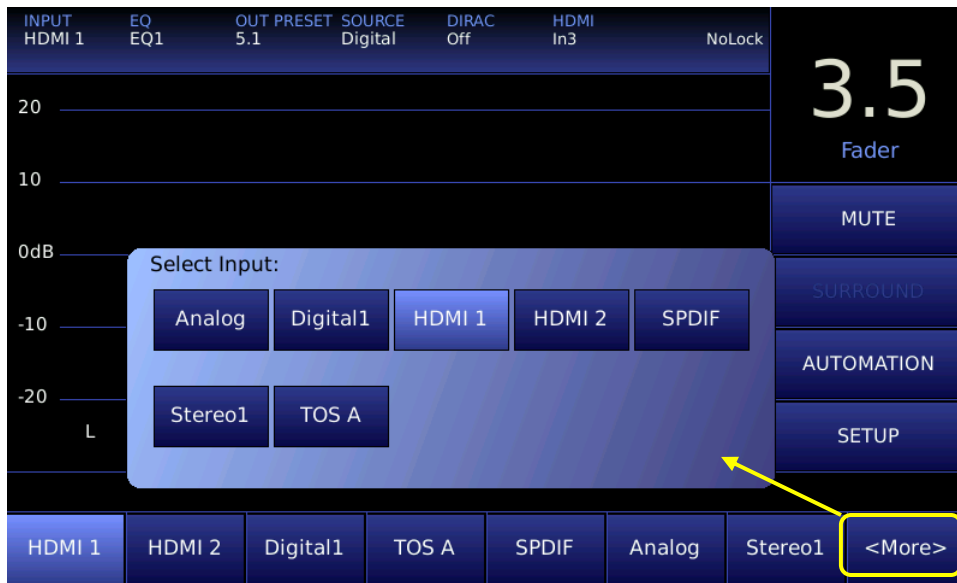 INPUT EQ OUT PRESET SOURCE DIRAC HDMI
HDMI 1 EQ1 5.1 Digital Off In3 NoLock
3.5
Fader
20
10
0dB
-10
-20
L
Select Input:
Analog Digital1 HDMI 1 HDMI 2 SPDIF
Stereo1 TOS A
MUTE
SURROUND
AUTOMATION
SETUP
HDMI 1 HDMI 2 Digital1 TOS A SPDIF Analog Stereo1 <More>